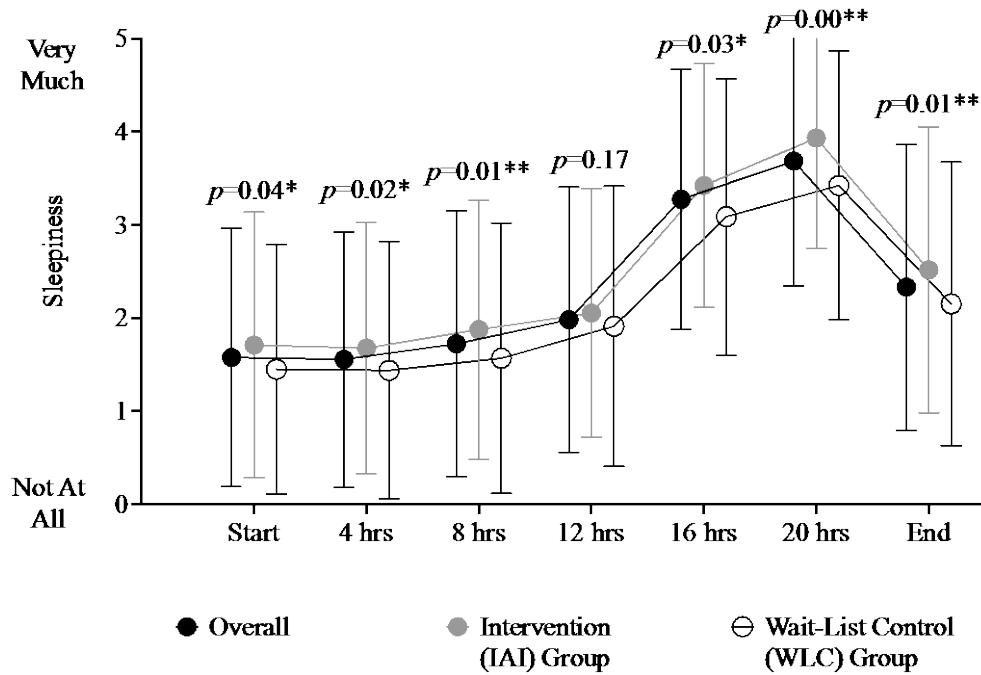 p=0.00**
Very
Much
5
p=0.03*
p=0.01**
4
p=0.04*
p=0.02*
p=0.01**
p=0.17
Sleepiness
3
2
1
Not At
All
0
Start 4 hrs 8 hrs 12 hrs 16 hrs 20 hrs End
Overall
Intervention
(IAI) Group
Wait-List Control
(WLC) Group